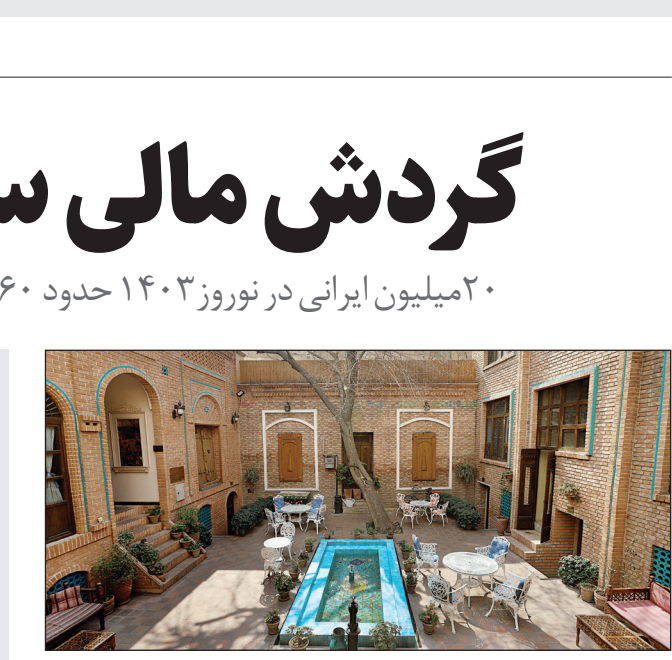 گردش مالی
۲۰میلیون ایرانی در نوروز۱۴۰۳ حدود ۶۰